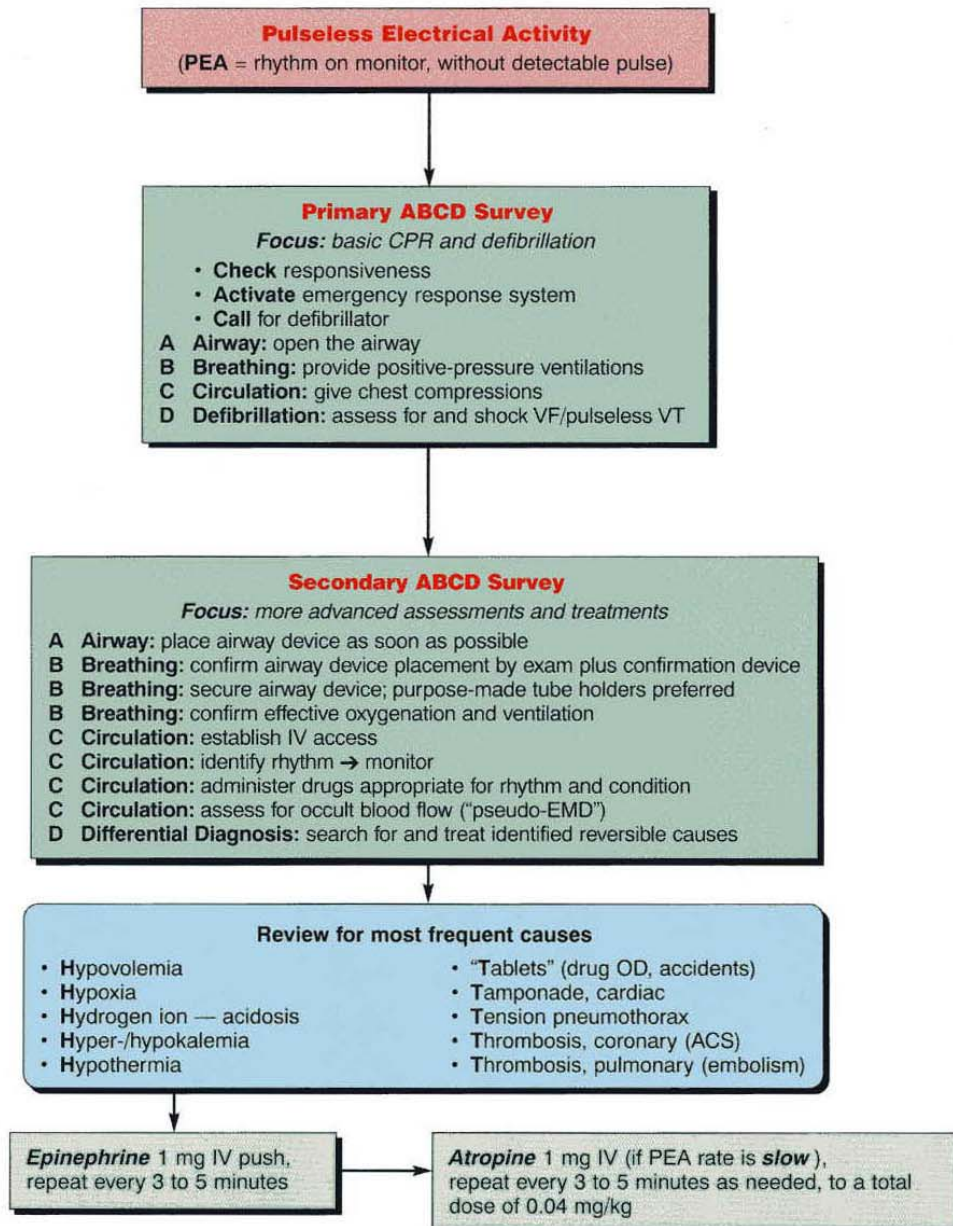 Pulseless Electrical Activity
(PEA = rhythm on monitor, without detectable pulse)
Primary ABCD Survey
Focus: basic CPR and defibrillation
• Check responsiveness
• Activate emergency response system
• Call for defibrillator
A Airway: open the airway
B Breathing: provide positive-pressure ventilations
C Circulation: give chest compressions
D Defibrillation: assess for and shock VF/pulseless VT
Secondary ABCD Survey
Focus: more advanced assessments and treatments
A Airway: place airway device as soon as possible
B Breathing: confirm airway device placement by exam plus confirmation device
B Breathing: secure airway device; purpose-made tube holders preferred
B Breathing: confirm effective oxygenation and ventilation
C Circulation: establish IV access
C Circulation: identify rhythm → monitor
C Circulation: administer drugs appropriate for rhythm and condition
C Circulation: assess for occult blood flow ("pseudo-EMD")
D Differential Diagnosis: search for and treat identified reversible causes
Review for most frequent causes
• Hypovolemia
• Hypoxia
• Hydrogen ion — acidosis
• Hyper-/hypokalemia
• Hypothermia
• "Tablets" (drug OD, accidents)
• Tamponade, cardiac
• Tension pneumothorax
• Thrombosis, coronary (ACS)
• Thrombosis, pulmonary (embolism)
Epinephrine 1 mg IV push,
repeat every 3 to 5 minutes
Atropine 1 mg IV (if PEA rate is slow ),
repeat every 3 to 5 minutes as needed, to a total
dose of 0.04 mg/kg